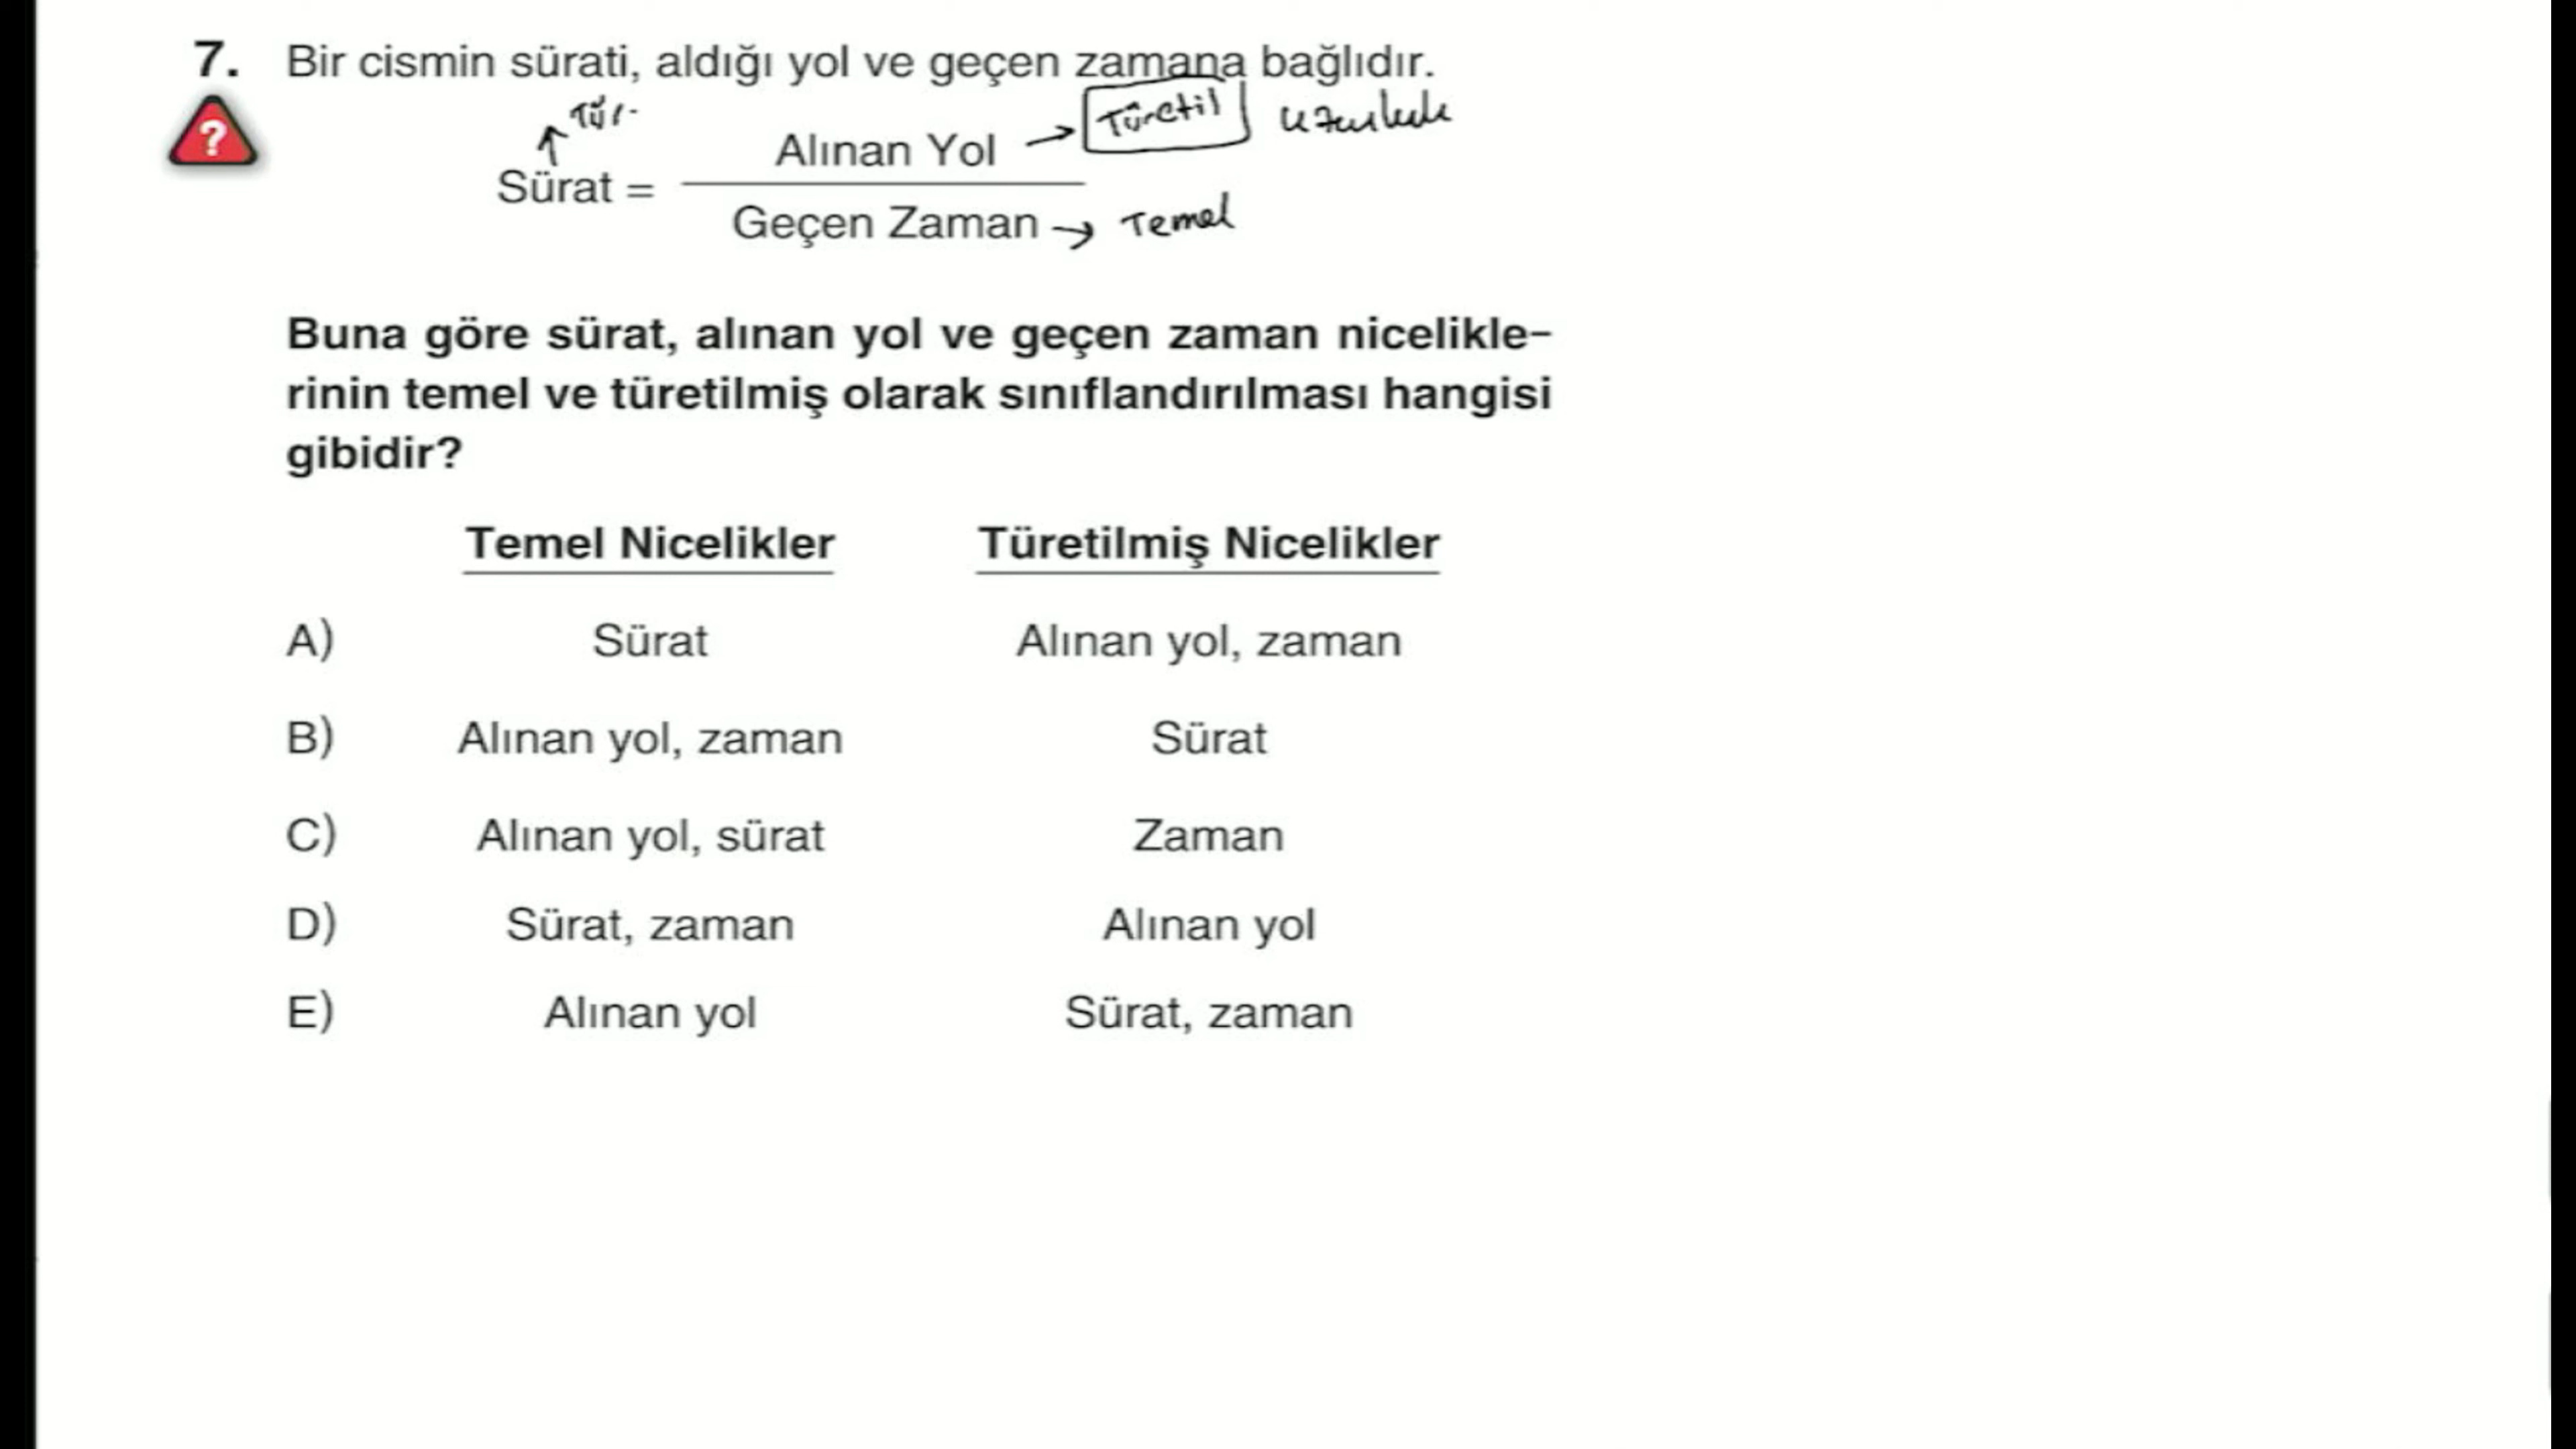 7. Bir cismin sürati, aldığı yol ve geçen zamana bağlıdır.
Tür.
Türetil
Alınan Yol
Sürat =
Geçen Zaman → Temel
Buna göre sürat, alınan yol ve geçen zaman nicelikle-
rinin temel ve türetilmiş olarak sınıflandırılması hangisi
gibidir?
Temel Nicelikler Türetilmiş Nicelikler
A) Sürat Alınan yol, zaman
B) Alınan yol, zaman Sürat
C) Alınan yol, sürat Zaman
D) Sürat, zaman Alınan yol
E) Alınan yol Sürat, zaman